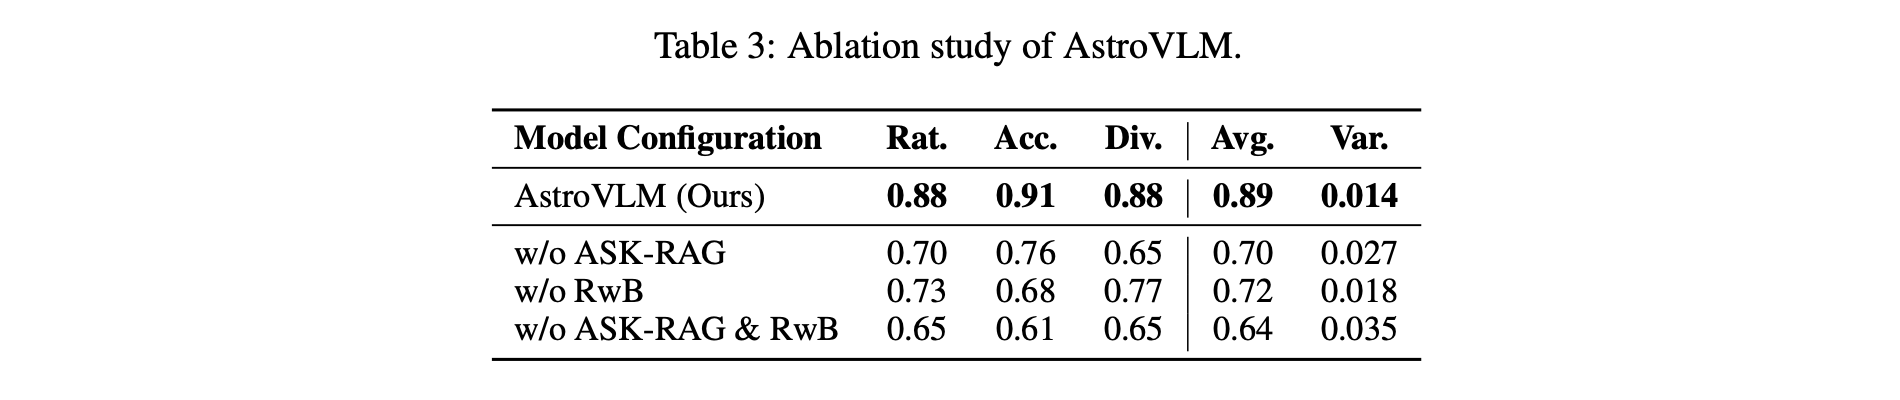 Table 3: Ablation study of AstroVLM.
Model Configuration Rat. Acc. Div. Avg. Var.
AstroVLM (Ours) 0.88 0.91 0.88 0.89 0.014
w/o ASK-RAG 0.70 0.76 0.65 0.70 0.027
w/o RwB 0.73 0.68 0.77 0.72 0.018
w/o ASK-RAG & RwB 0.65 0.61 0.65 0.64 0.035